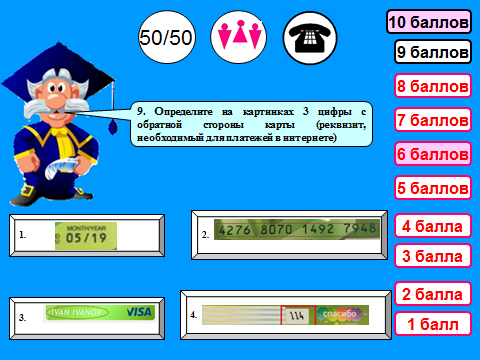 50/50
10 баллов
9 баллов
8 баллов
7 баллов
6 баллов
5 баллов
4 балла
3 балла
2 балла
1 балл
9. Определите на картинках 3 цифры с
обратной стороны карты (реквизит,
необходимый для платежей в интернете)
1.
MONTH/YEAR
05/19
2.
4276 8070 1492 7948
3.
IVAN IVANOV
VISA
4.
114
спасибо